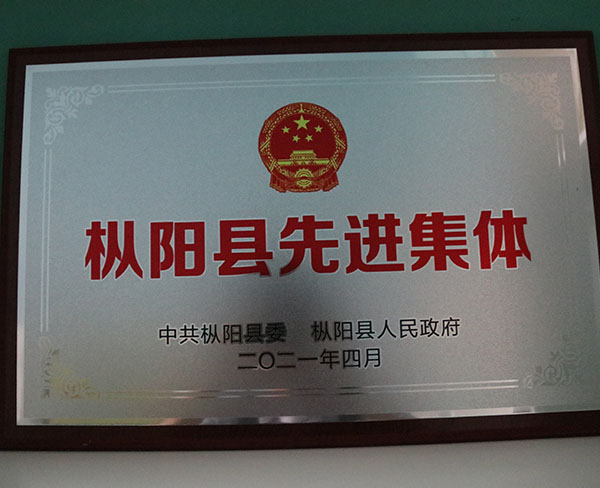 枞阳县先进集体
中共枞阳县委 枞阳县人民政府
二〇二一年四月